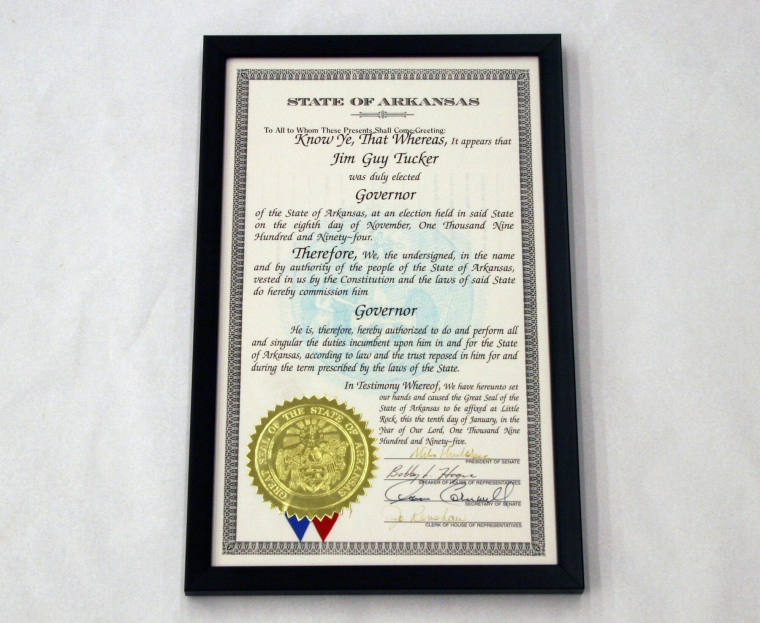 STATE OF ARKANSAS
To All to Whom These Presents Shall Come-Greeting:
Know Ye, That Whereas, It appears that
Jim Guy Tucker
was duly elected
Governor
of the State of Arkansas, at an election held in said State
on the eighth day of November, One Thousand Nine
Hundred and Ninety-four.
Therefore, We, the undersigned, in the name
and by authority of the people of the State of Arkansas,
vested in us by the Constitution and the laws of said State
do hereby commission him
Governor
He is, therefore, hereby authorized to do and perform all
and singular the duties incumbent upon him in and for the State
of Arkansas, according to law and the trust reposed in him for and
during the term prescribed by the laws of the State.
In Testimony Whereof, We have hereunto set
our hands and caused the Great Seal of the
State of Arkansas to be affixed at Little
Rock, this the tenth day of January, in the
Year of Our Lord, One Thousand Nine
Hundred and Ninety-five.
PRESIDENT OF SENATE
Bobby L. Hogue
SPEAKER OF HOUSE OF REPRESENTATIVES
SECRETARY OF SENATE
Jo Renshaw
CLERK OF HOUSE OF REPRESENTATIVES
GREAT SEAL OF THE STATE OF ARKANSAS